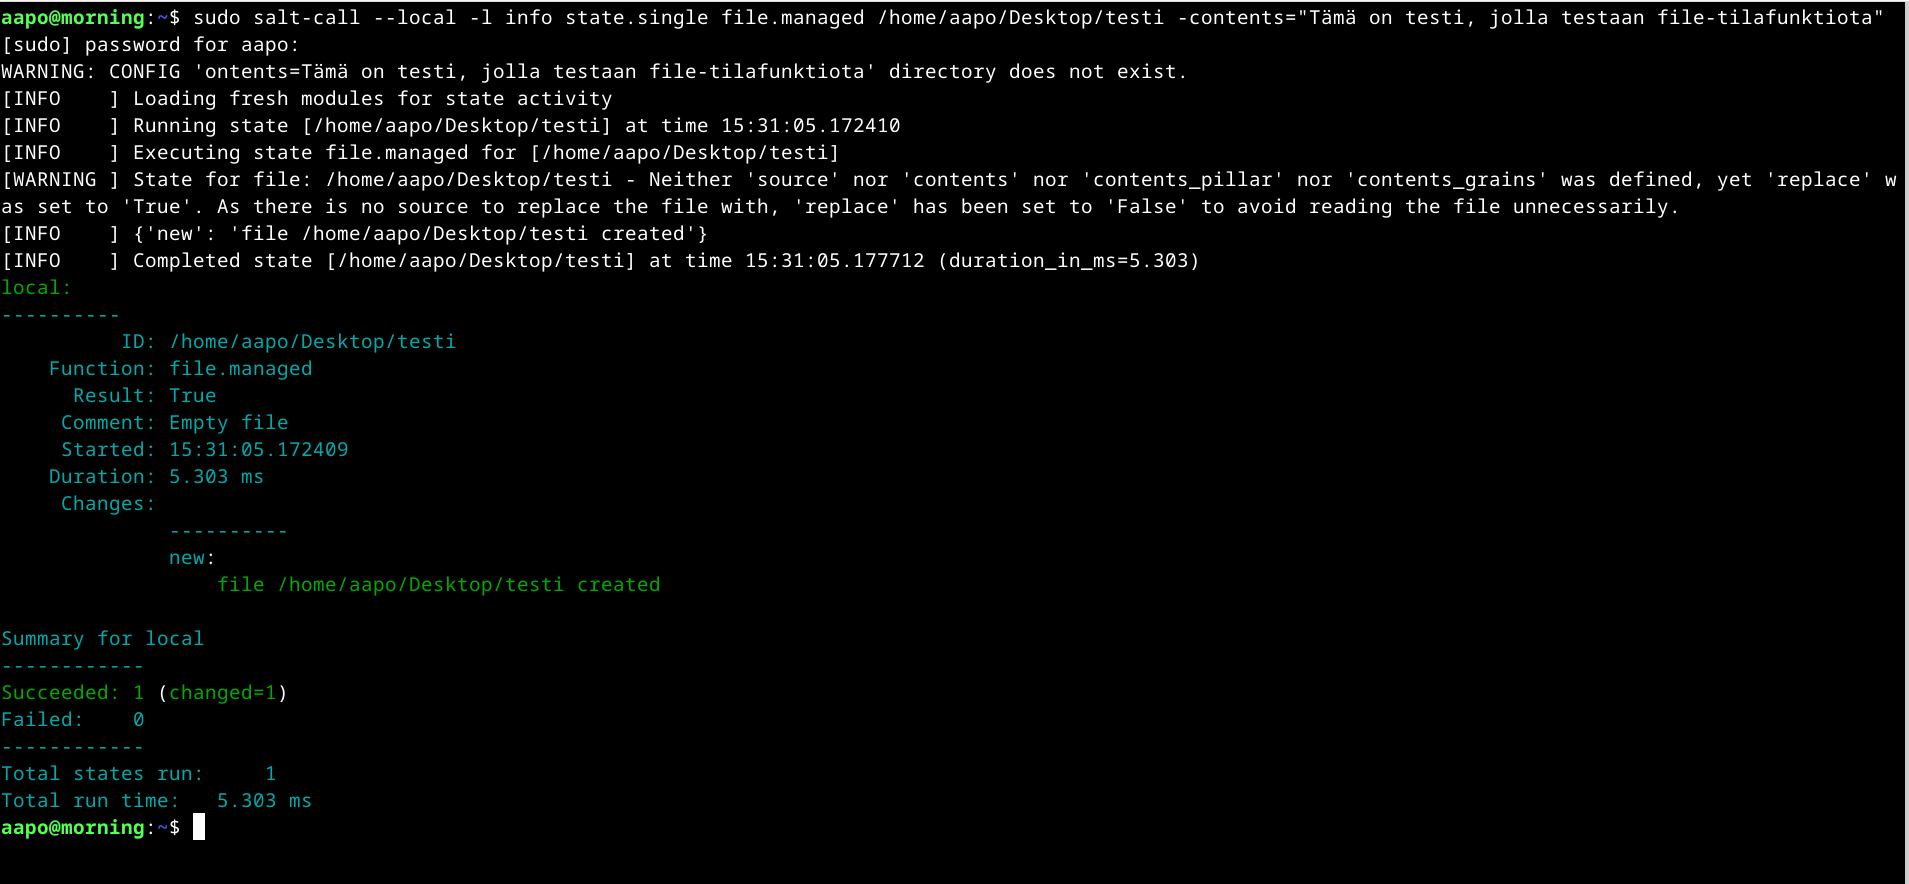 aapo@morning:~$ sudo salt-call --local -l info state.single file.managed /home/aapo/Desktop/testi -contents="Tämä on testi, jolla testaan file-tilafunktiota"
[sudo] password for aapo:
WARNING: CONFIG 'ontents=Tämä on testi, jolla testaan file-tilafunktiota' directory does not exist.
[INFO    ] Loading fresh modules for state activity
[INFO    ] Running state [/home/aapo/Desktop/testi] at time 15:31:05.172410
[INFO    ] Executing state file.managed for [/home/aapo/Desktop/testi]
[WARNING ] State for file: /home/aapo/Desktop/testi - Neither 'source' nor 'contents' nor 'contents_pillar' nor 'contents_grains' was defined, yet 'replace' w
as set to 'True'. As there is no source to replace the file with, 'replace' has been set to 'False' to avoid reading the file unnecessarily.
[INFO    ] {'new': 'file /home/aapo/Desktop/testi created'}
[INFO    ] Completed state [/home/aapo/Desktop/testi] at time 15:31:05.177712 (duration_in_ms=5.303)
local:
----------
          ID: /home/aapo/Desktop/testi
    Function: file.managed
      Result: True
     Comment: Empty file
     Started: 15:31:05.172409
    Duration: 5.303 ms
     Changes:
              ----------
              new:
                  file /home/aapo/Desktop/testi created

Summary for local
------------
Succeeded: 1 (changed=1)
Failed:    0
------------
Total states run:     1
Total run time:   5.303 ms
aapo@morning:~$